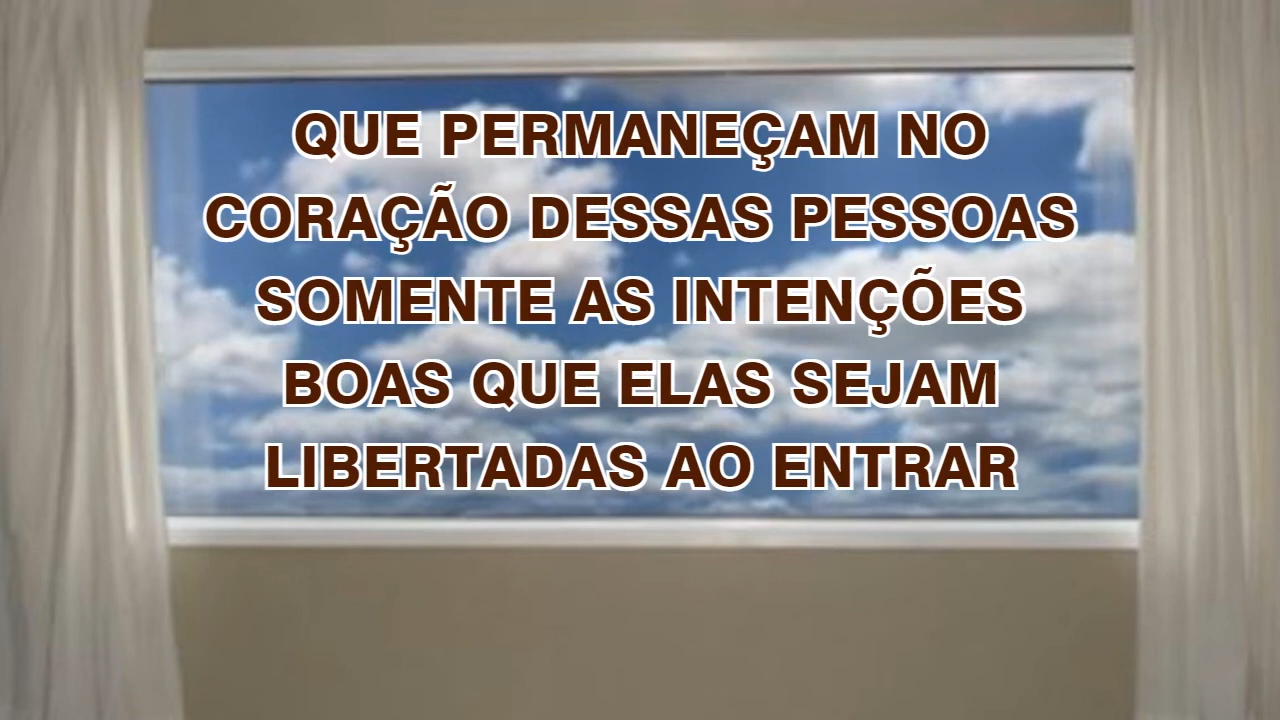 QUE PERMANEÇAM NO
CORAÇÃO DESSAS PESSOAS
SOMENTE AS INTENÇÕES
BOAS QUE ELAS SEJAM
LIBERTADAS AO ENTRAR